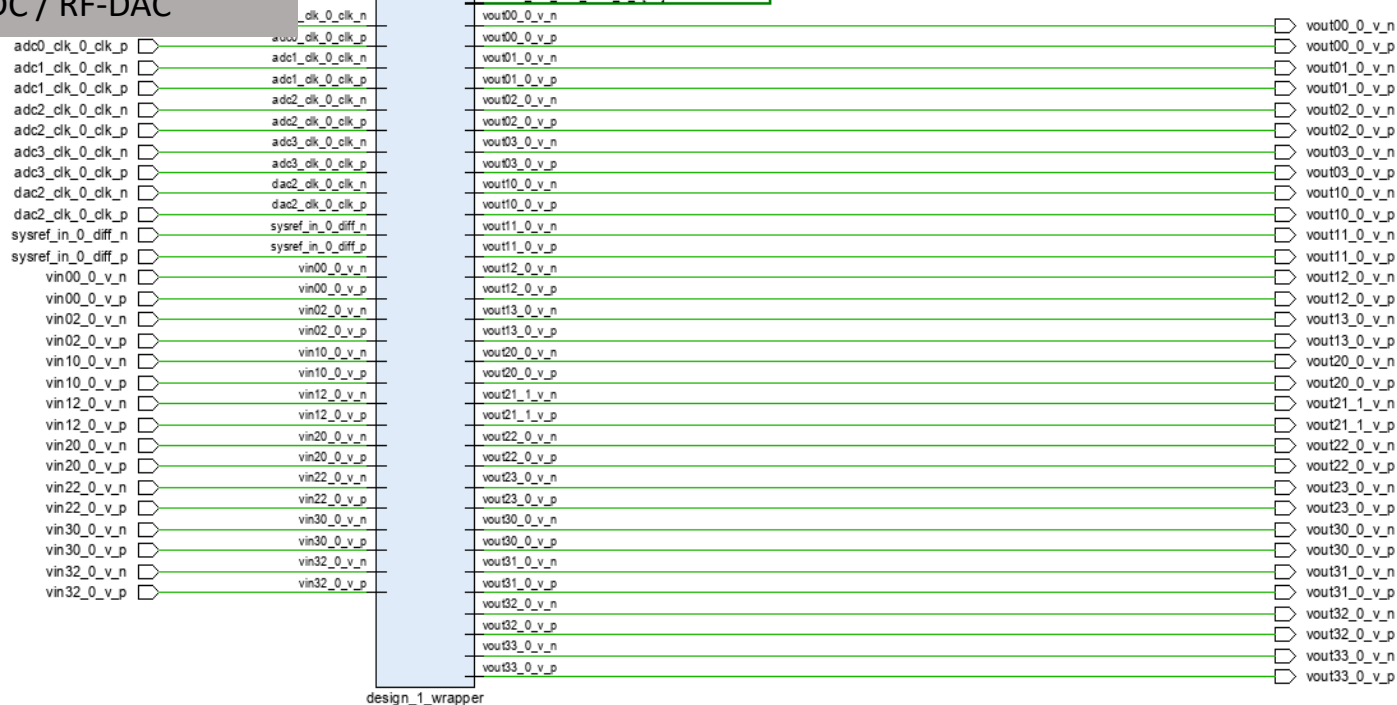 / RF-DAC
_clk_0_clk_n
adc0_clk_0_clk_p
adc1_clk_0_clk_n
adc1_clk_0_clk_p
adc2_clk_0_clk_n
adc2_clk_0_clk_p
adc3_clk_0_clk_n
adc3_clk_0_clk_p
dac2_clk_0_clk_n
dac2_clk_0_clk_p
sysref_in_0_diff_n
sysref_in_0_diff_p
vin00_0_v_n
vin00_0_v_p
vin02_0_v_n
vin02_0_v_p
vin10_0_v_n
vin10_0_v_p
vin12_0_v_n
vin12_0_v_p
vin20_0_v_n
vin20_0_v_p
vin22_0_v_n
vin22_0_v_p
vin30_0_v_n
vin30_0_v_p
vin32_0_v_n
vin32_0_v_p
adc0_clk_0_clk_p
adc1_clk_0_clk_n
adc1_clk_0_clk_p
adc2_clk_0_clk_n
adc2_clk_0_clk_p
adc3_clk_0_clk_n
adc3_clk_0_clk_p
dac2_clk_0_clk_n
dac2_clk_0_clk_p
sysref_in_0_diff_n
sysref_in_0_diff_p
vin00_0_v_n
vin00_0_v_p
vin02_0_v_n
vin02_0_v_p
vin10_0_v_n
vin10_0_v_p
vin12_0_v_n
vin12_0_v_p
vin20_0_v_n
vin20_0_v_p
vin22_0_v_n
vin22_0_v_p
vin30_0_v_n
vin30_0_v_p
vin32_0_v_n
vin32_0_v_p
design_1_wrapper
vout00_0_v_n
vout00_0_v_p
vout01_0_v_n
vout01_0_v_p
vout02_0_v_n
vout02_0_v_p
vout03_0_v_n
vout03_0_v_p
vout10_0_v_n
vout10_0_v_p
vout11_0_v_n
vout11_0_v_p
vout12_0_v_n
vout12_0_v_p
vout13_0_v_n
vout13_0_v_p
vout20_0_v_n
vout20_0_v_p
vout21_1_v_n
vout21_1_v_p
vout22_0_v_n
vout22_0_v_p
vout23_0_v_n
vout23_0_v_p
vout30_0_v_n
vout30_0_v_p
vout31_0_v_n
vout31_0_v_p
vout32_0_v_n
vout32_0_v_p
vout33_0_v_n
vout33_0_v_p
vout00_0_v_n
vout00_0_v_p
vout01_0_v_n
vout01_0_v_p
vout02_0_v_n
vout02_0_v_p
vout03_0_v_n
vout03_0_v_p
vout10_0_v_n
vout10_0_v_p
vout11_0_v_n
vout11_0_v_p
vout12_0_v_n
vout12_0_v_p
vout13_0_v_n
vout13_0_v_p
vout20_0_v_n
vout20_0_v_p
vout21_1_v_n
vout21_1_v_p
vout22_0_v_n
vout22_0_v_p
vout23_0_v_n
vout23_0_v_p
vout30_0_v_n
vout30_0_v_p
vout31_0_v_n
vout31_0_v_p
vout32_0_v_n
vout32_0_v_p
vout33_0_v_n
vout33_0_v_p